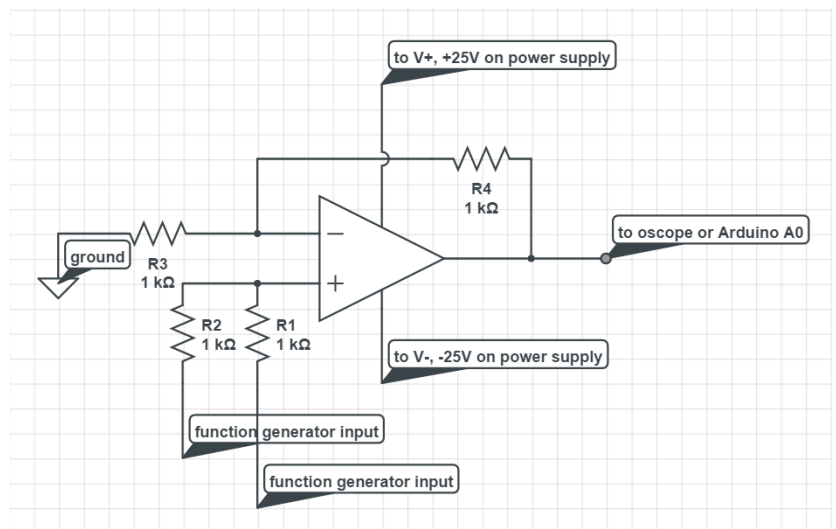 to V+, +25V on power supply
R4
1 kΩ
to oscope or Arduino A0
ground
R3
1 kΩ
−
+
R2
1 kΩ
R1
1 kΩ
to V-, -25V on power supply
function generator input
function generator input